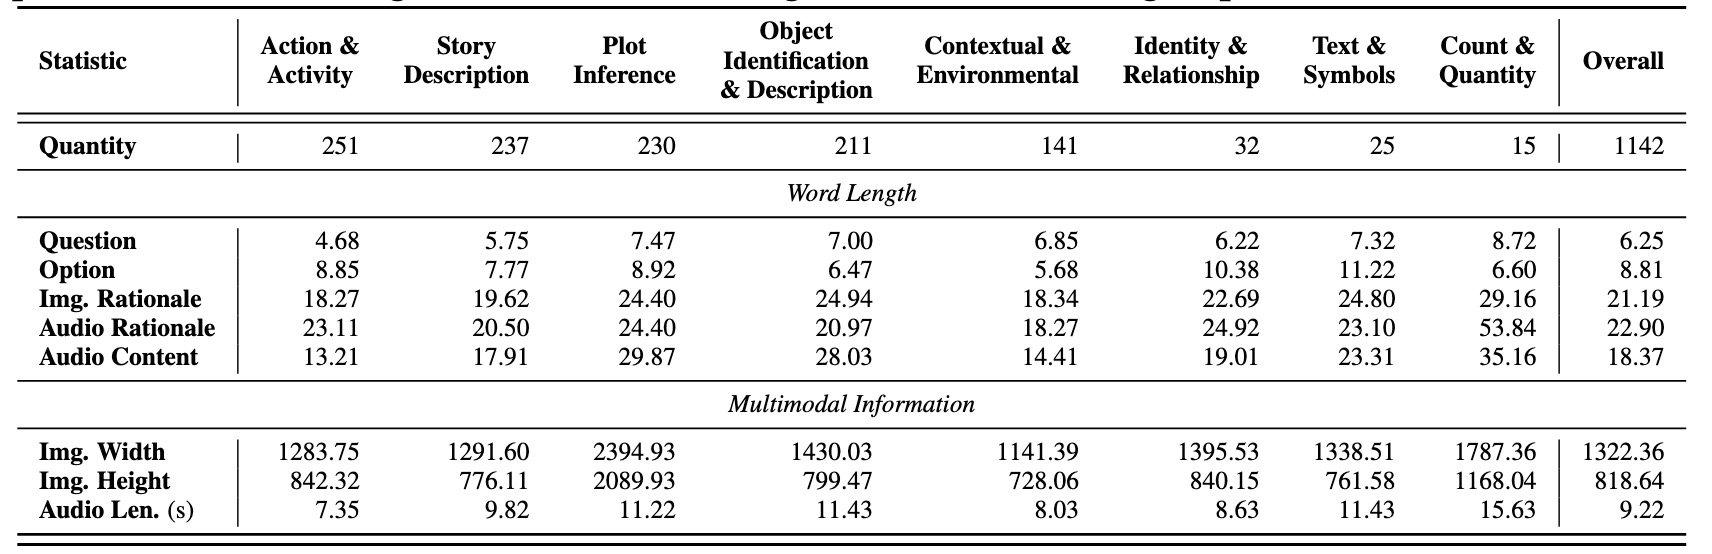 Statistic Action & Activity Story Description Plot Inference Object Identification & Description Contextual & Environmental Identity & Relationship Text & Symbols Count & Quantity Overall
Quantity 251 237 230 211 141 32 25 15 1142
Word Length
Question 4.68 5.75 7.47 7.00 6.85 6.22 7.32 8.72 6.25
Option 8.85 7.77 8.92 6.47 5.68 10.38 11.22 6.60 8.81
Img. Rationale 18.27 19.62 24.40 24.94 18.34 22.69 24.80 29.16 21.19
Audio Rationale 23.11 20.50 24.40 20.97 18.27 24.92 23.10 53.84 22.90
Audio Content 13.21 17.91 29.87 28.03 14.41 19.01 23.31 35.16 18.37
Multimodal Information
Img. Width 1283.75 1291.60 2394.93 1430.03 1141.39 1395.53 1338.51 1787.36 1322.36
Img. Height 842.32 776.11 2089.93 799.47 728.06 840.15 761.58 1168.04 818.64
Audio Len. (s) 7.35 9.82 11.22 11.43 8.03 8.63 11.43 15.63 9.22